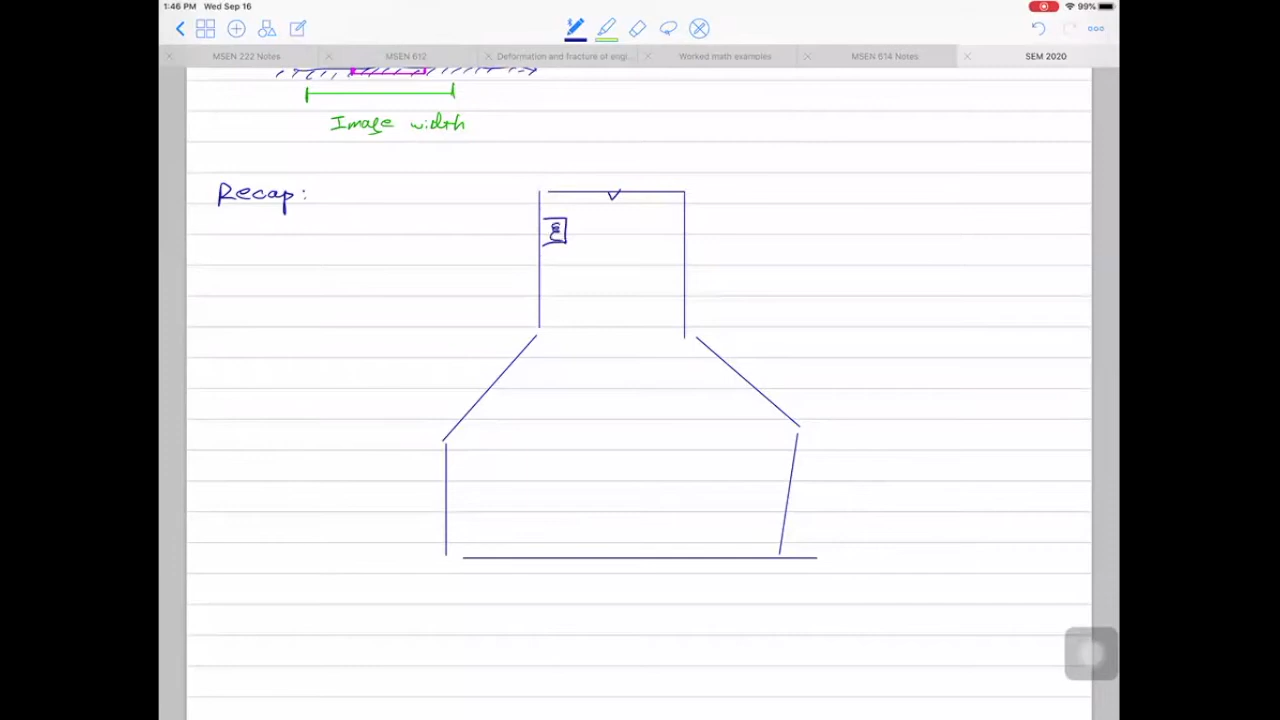 1:46 PM Wed Sep 16
99%
MSEN 222 Notes
MSEN 612
Deformation and fracture of engi...
Worked math examples
MSEN 614 Notes
SEM 2020
Image width
Recap: